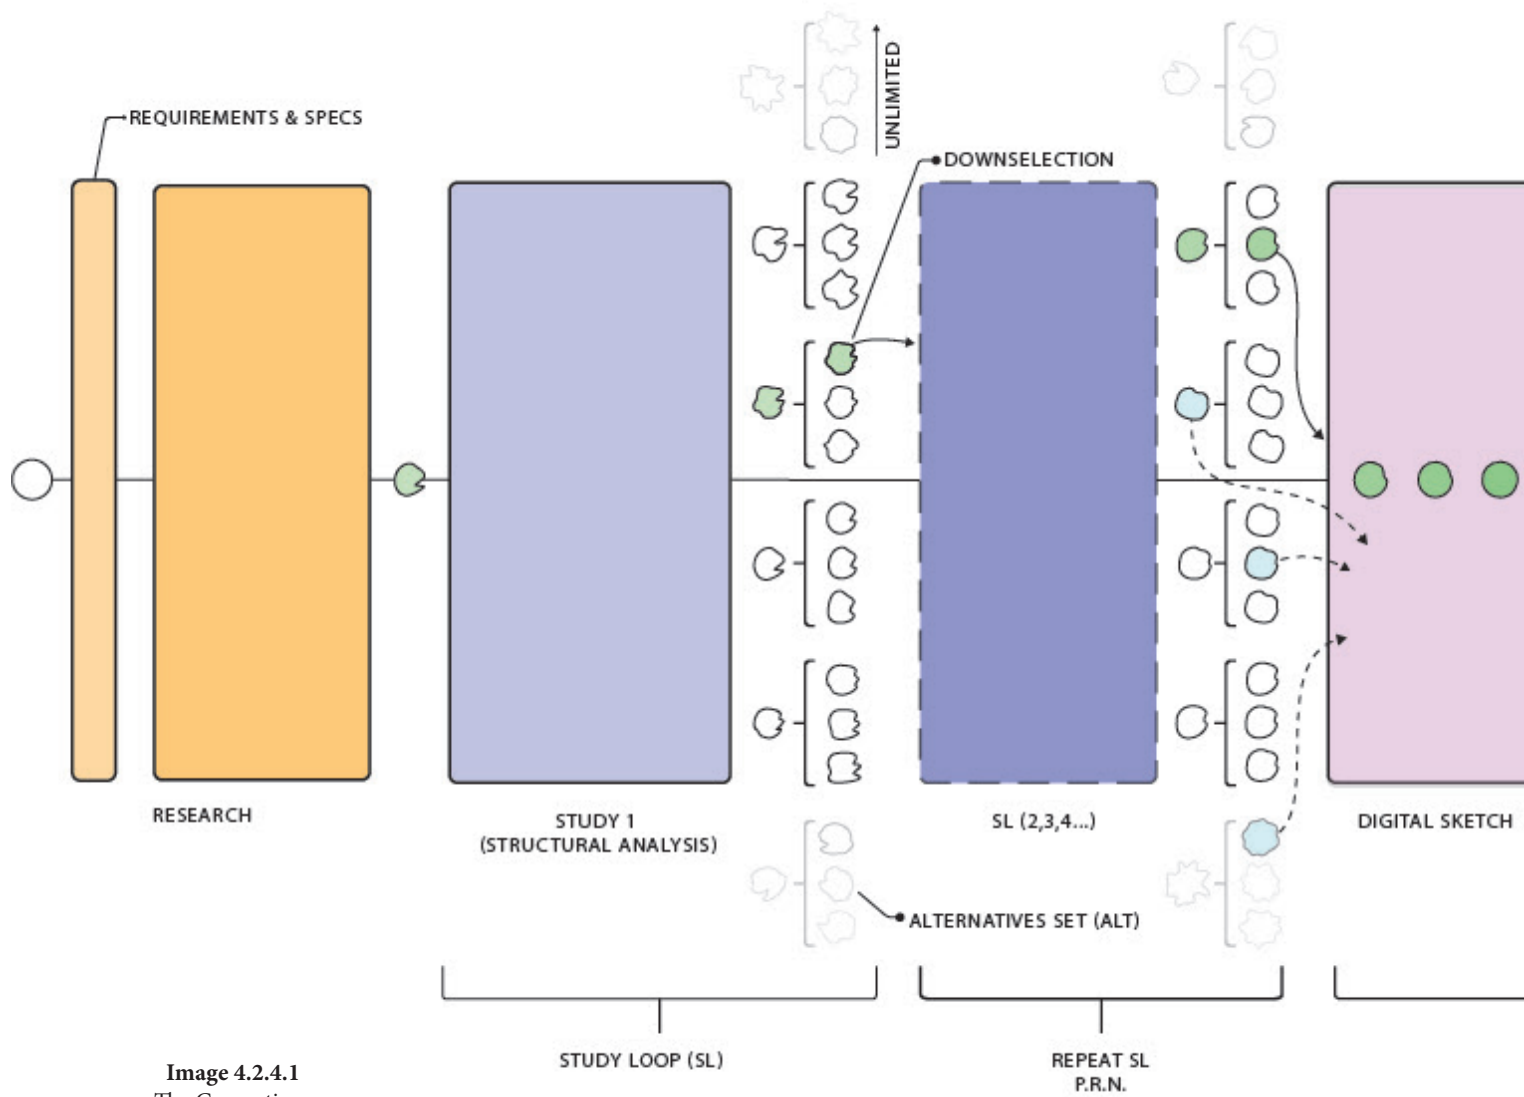 UNLIMITED
REQUIREMENTS & SPECS
DOWNSELECTION
RESEARCH
STUDY 1
(STRUCTURAL ANALYSIS)
SL (2,3,4...)
DIGITAL SKETCH
ALTERNATIVES SET (ALT)
STUDY LOOP (SL)
REPEAT SL
P.R.N.
Image 4.2.4.1